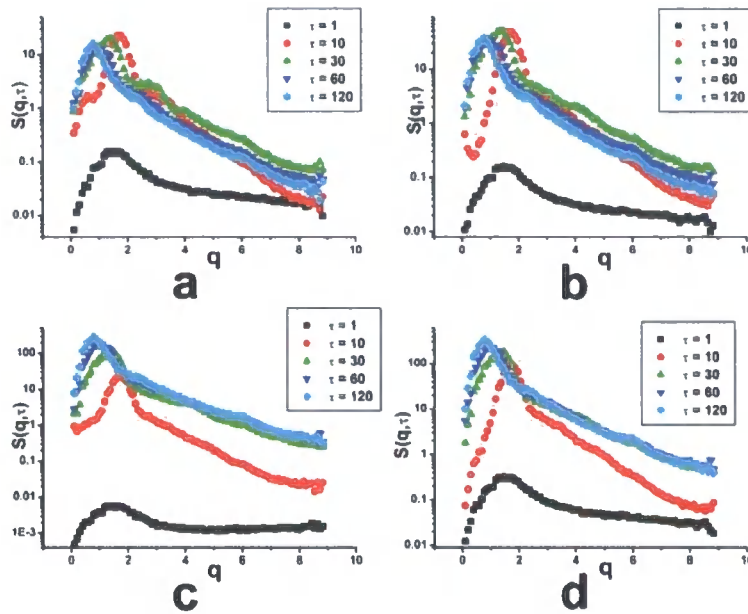 10
1
0.1
0.01
S(q,τ)
0 2 4 6 8 10
q
τ = 1
τ = 10
τ = 30
τ = 60
τ = 120
a
10
1
0.1
0.01
S(q,τ)
0 2 4 6 8 10
q
τ = 1
τ = 10
τ = 30
τ = 60
τ = 120
b
100
10
1
0.1
0.01
1E-3
S(q,τ)
0 2 4 6 8 10
q
τ = 1
τ = 10
τ = 30
τ = 60
τ = 120
c
100
10
1
0.1
0.01
S(q,τ)
0 2 4 6 8 10
q
τ = 1
τ = 10
τ = 30
τ = 60
τ = 120
d